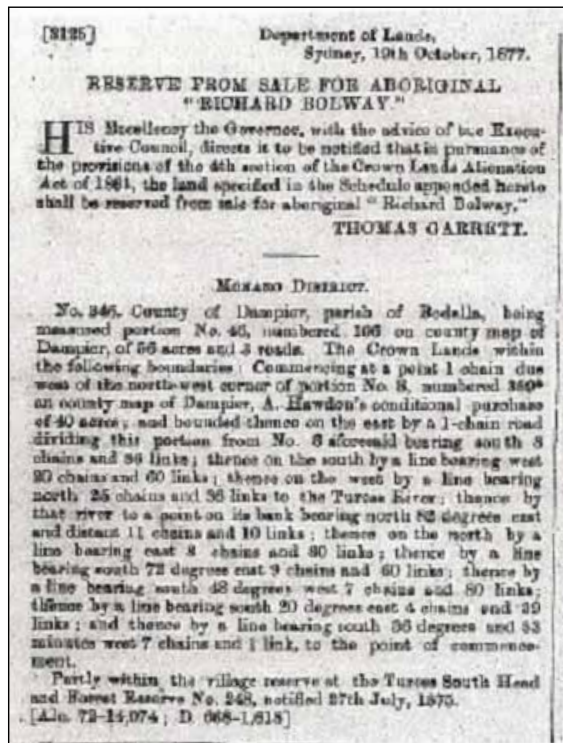 [8125] Department of Lands,
Sydney, 19th October, 1877.
RESERVE FROM SALE FOR ABORIGINAL
"RICHARD BOLWAY."
HIS Excellency the Governor, with the advice of the Execu-
tive Council, directs it to be notified that in pursuance of
the provisions of the 4th section of the Crown Lands Alienation
Act of 1861, the land specified in the Schedule appended hereto
shall be reserved from sale for aboriginal "Richard Bolway."
THOMAS GARRETT.
MONARO DISTRICT.
No. 346. County of Dampier, parish of Bodalla, being
measured portion No. 46, numbered 106 on county map of
Dampier, of 56 acres and 3 roads. The Crown Lands within
the following boundaries: Commencing at a point 1 chain due
west of the north-west corner of portion No. 8, numbered
on county map of Dampier, A. Hawdon's conditional purchase
of 40 acres; and bounded thence on the east by a 1-chain road
dividing this portion from No. 8 aforesaid bearing south 8
chains and 36 links; thence on the south by a line bearing west
20 chains and 60 links; thence on the west by a line bearing
north 25 chains and 36 links to the Turoes River; thence by
that river to a point on its bank bearing north 82 degrees east
and distant 11 chains and 10 links; thence on the north by a
line bearing east 8 chains and 80 links; thence by a line
bearing south 72 degrees east 9 chains and 60 links; thence by
a line bearing south 48 degrees west 7 chains and 80 links;
thence by a line bearing south 20 degrees east 4 chains and 29
links; and thence by a line bearing south 36 degrees and 53
minutes west 7 chains and 1 link, to the point of commence-
ment.
Partly within the village reserve at the Turoes South Head
and Forest Reserve No. 248, notified 27th July, 1875.
[Aln. 72-14,074; D. 668-1,618]